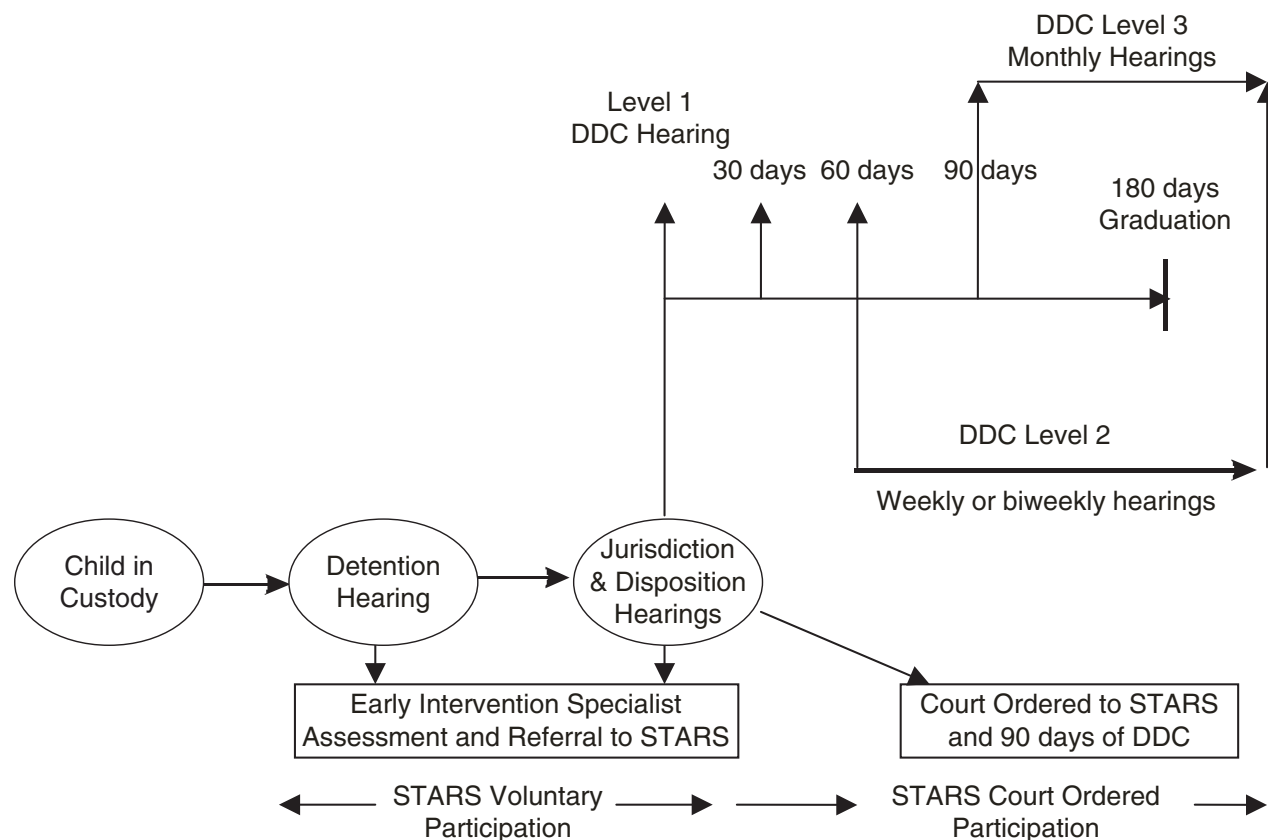 DDC Level 3
Monthly Hearings
Level 1
DDC Hearing
30 days
60 days
90 days
180 days
Graduation
DDC Level 2
Weekly or biweekly hearings
Child in
Custody
Detention
Hearing
Jurisdiction
& Disposition
Hearings
Early Intervention Specialist
Assessment and Referral to STARS
Court Ordered to STARS
and 90 days of DDC
STARS Voluntary
Participation
STARS Court Ordered
Participation